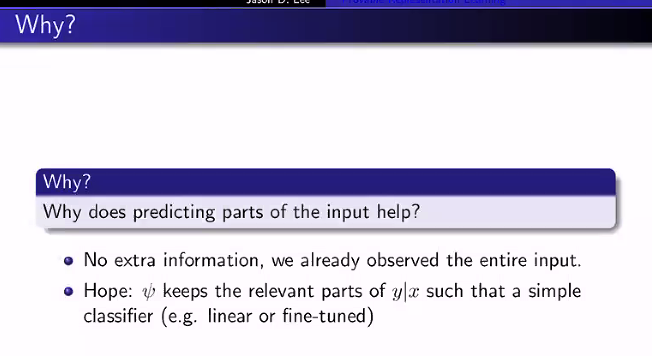 Jason D. Lee
Provable Representation Learning
Why?
Why?
Why does predicting parts of the input help?
No extra information, we already observed the entire input.
Hope: ψ keeps the relevant parts of y|x such that a simple
classifier (e.g. linear or fine-tuned)